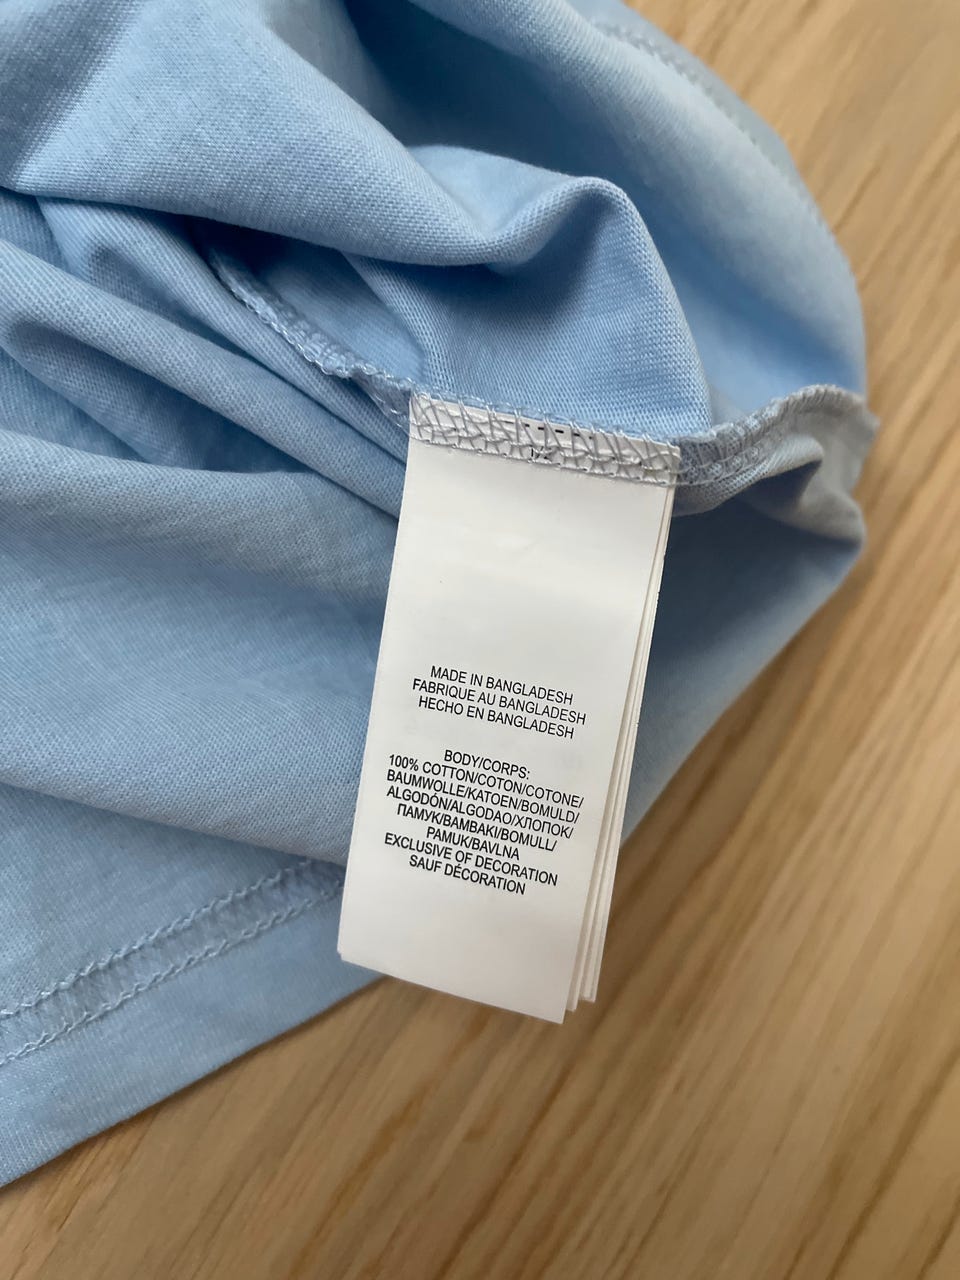 MADE IN BANGLADESH
FABRIQUE AU BANGLADESH
HECHO EN BANGLADESH
BODY/CORPS:
100% COTTON/COTON/COTONE/
BAUMWOLLE/KATOEN/BOMULD/
ALGODÓN/ALGODAO/ХЛОПОК/
ПАМУК/ΒΑΜΒΑΚΙ/BOMULL/
PAMUK/BAVLNA
EXCLUSIVE OF DECORATION
SAUF DÉCORATION